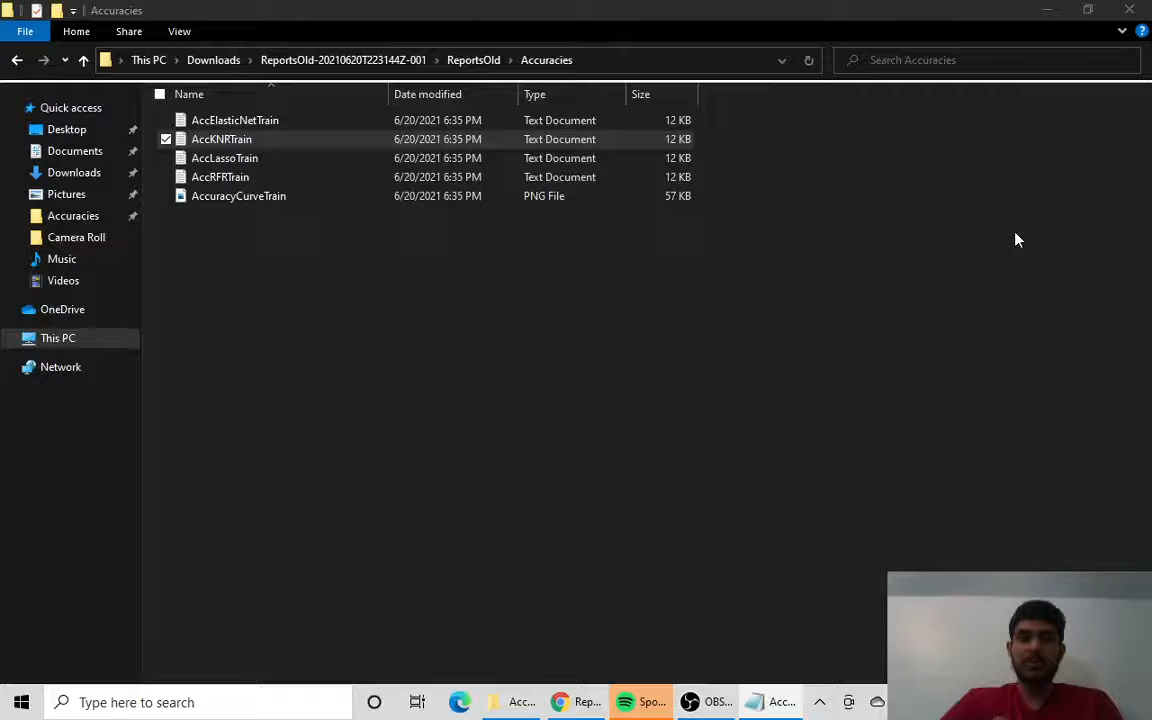 Accuracies
File Home Share View
This PC Downloads ReportsOld-20210620T223144Z-001 ReportsOld Accuracies
Search Accuracies
Name Date modified Type Size
Quick access
Desktop
Documents
Downloads
Pictures
Accuracies
Camera Roll
Music
Videos
OneDrive
This PC
Network
AccElasticNetTrain 6/20/2021 6:35 PM Text Document 12 KB
AccKNRTrain 6/20/2021 6:35 PM Text Document 12 KB
AccLassoTrain 6/20/2021 6:35 PM Text Document 12 KB
AccRFRTrain 6/20/2021 6:35 PM Text Document 12 KB
AccuracyCurveTrain 6/20/2021 6:35 PM PNG File 57 KB
Type here to search
Acc... Rep... Spo... OBS... Acc...